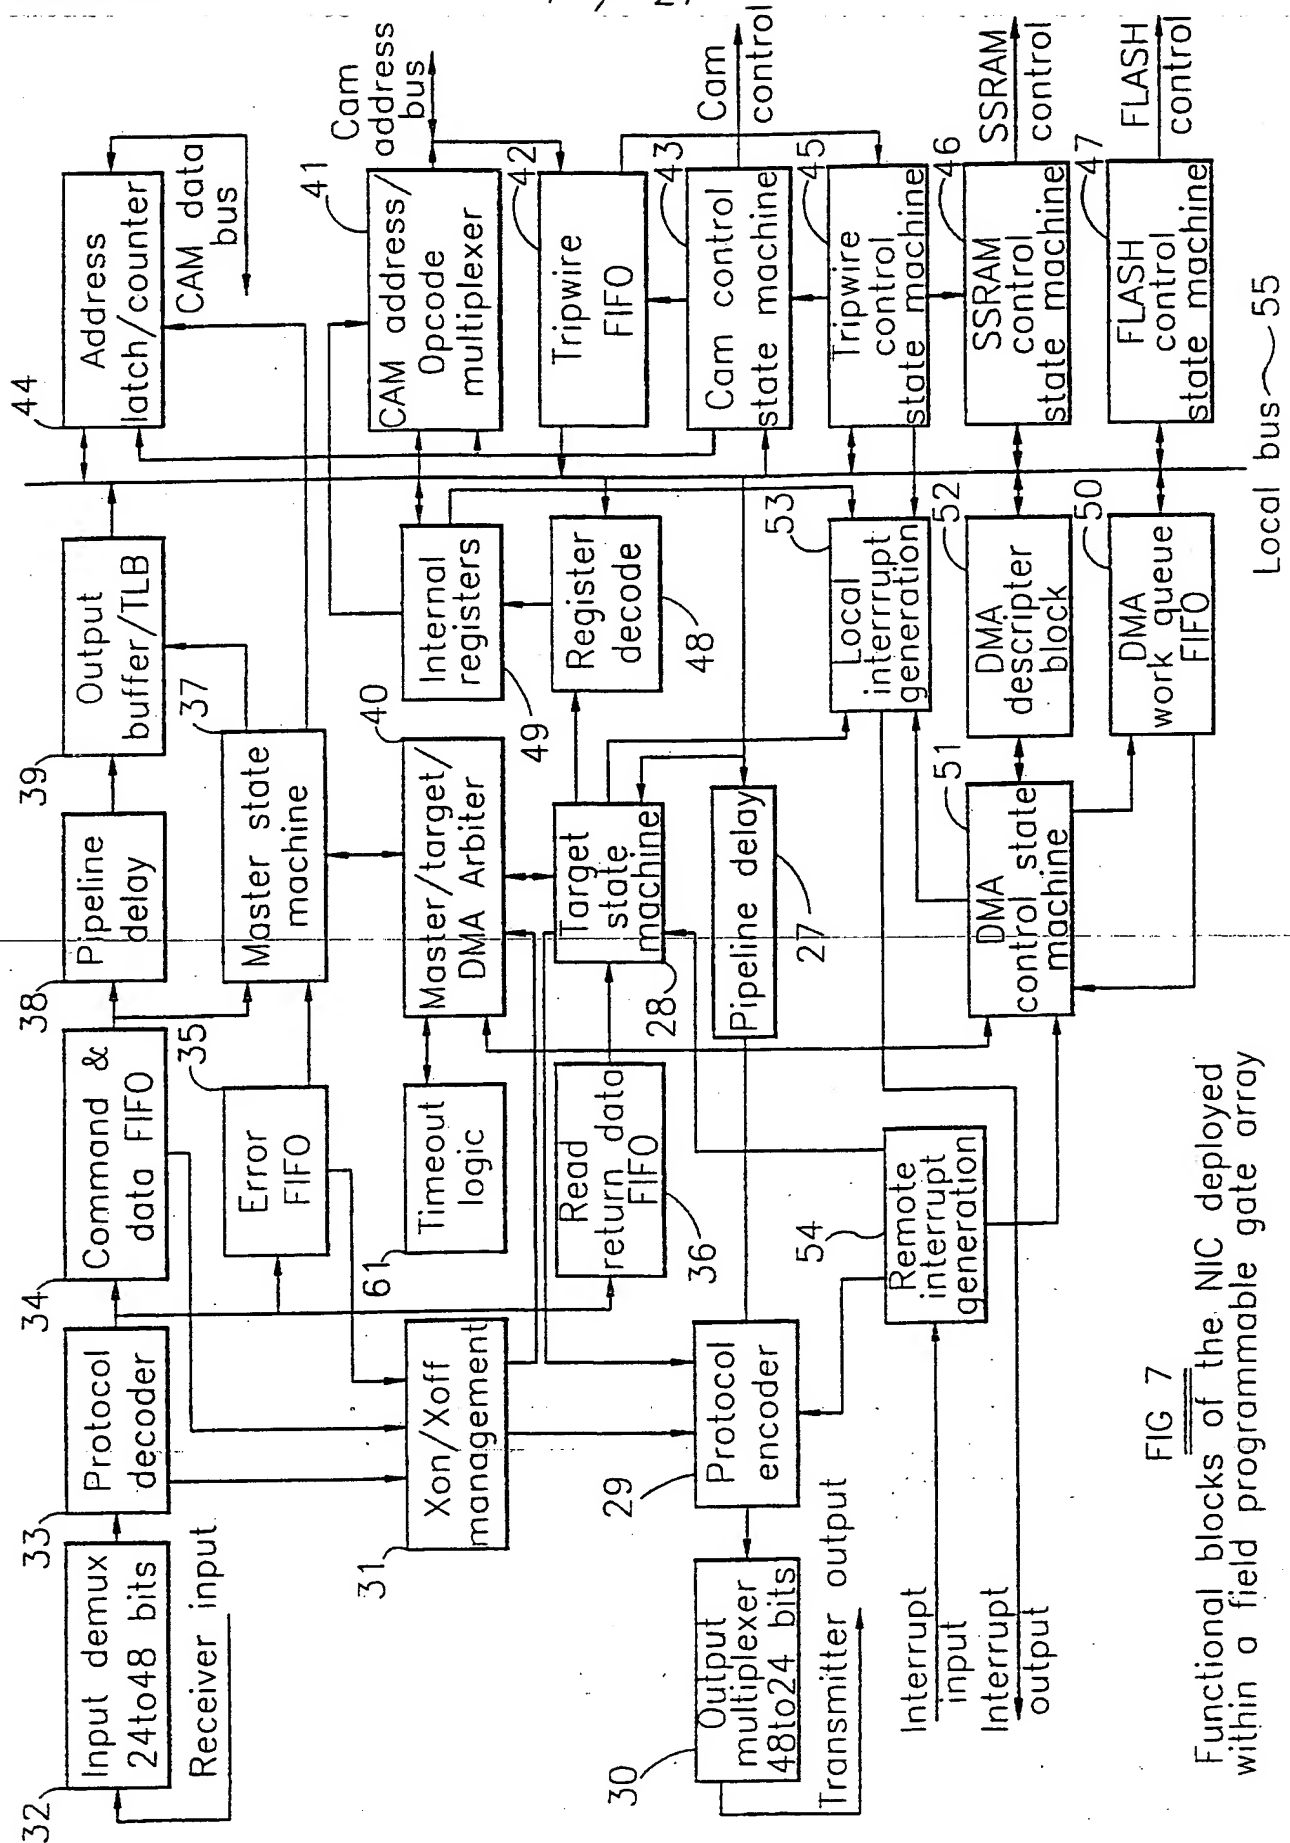 32
Input demux
24to48 bits
Receiver input
33
Protocol
decoder
34
Command &
data FIFO
38
Pipeline
delay
39
Output
buffer/TLB
44
Address
latch/counter
CAM data
bus
35
Error
FIFO
37
Master state
machine
31
Xon/Xoff
management
61
Timeout
logic
40
Master/target/
DMA Arbiter
49
Internal
registers
41
CAM address/
Opcode
multiplexer
Cam
address
bus
36
Read
return data
FIFO
28
Target
state
machine
48
Register
decode
42
Tripwire
FIFO
30
Output
multiplexer
48to24 bits
Transmitter output
29
Protocol
encoder
27
Pipeline delay
43
Cam control
state machine
Cam
control
54
Remote
interrupt
generation
Interrupt
input
Interrupt
output
53
Local
interrrupt
generation
45
Tripwire
control
state machine
51
DMA
control state
machine
52
DMA
descripter
block
46
SSRAM
control
state machine
SSRAM
control
50
DMA
work queue
FIFO
47
FLASH
control
state machine
FLASH
control
Local bus 55
FIG 7
Functional blocks of the NIC deployed
within a field programmable gate array